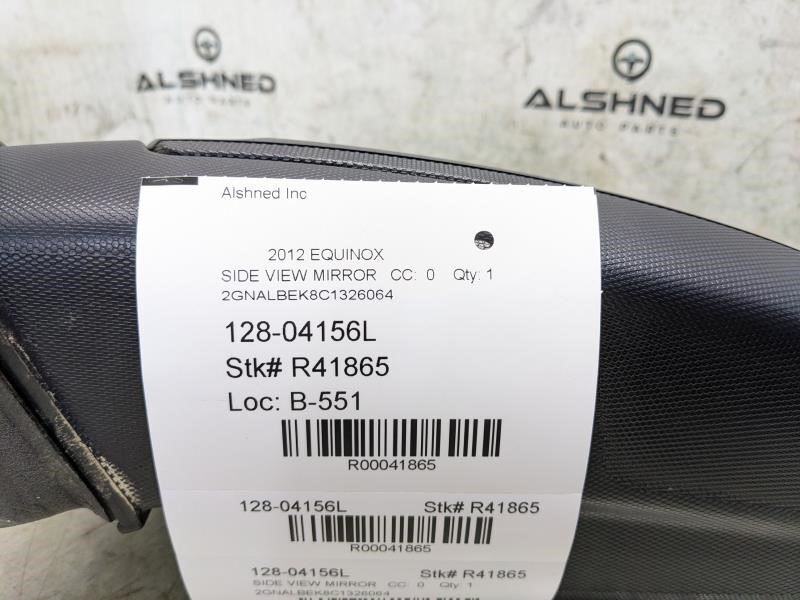 ALSHNED
AUTO PARTS
ALSHNED
AUTO PARTS
Alshned Inc
2012 EQUINOX
SIDE VIEW MIRROR CC: 0 Qty: 1
2GNALBEK8C1326064
128-04156L
Stk# R41865
Loc: B-551
R00041865
128-04156L Stk# R41865
R00041865
128-04156L Stk# R41865
SIDE VIEW MIRROR CC: 0 Qty: 1
2GNALBEK8C1326064